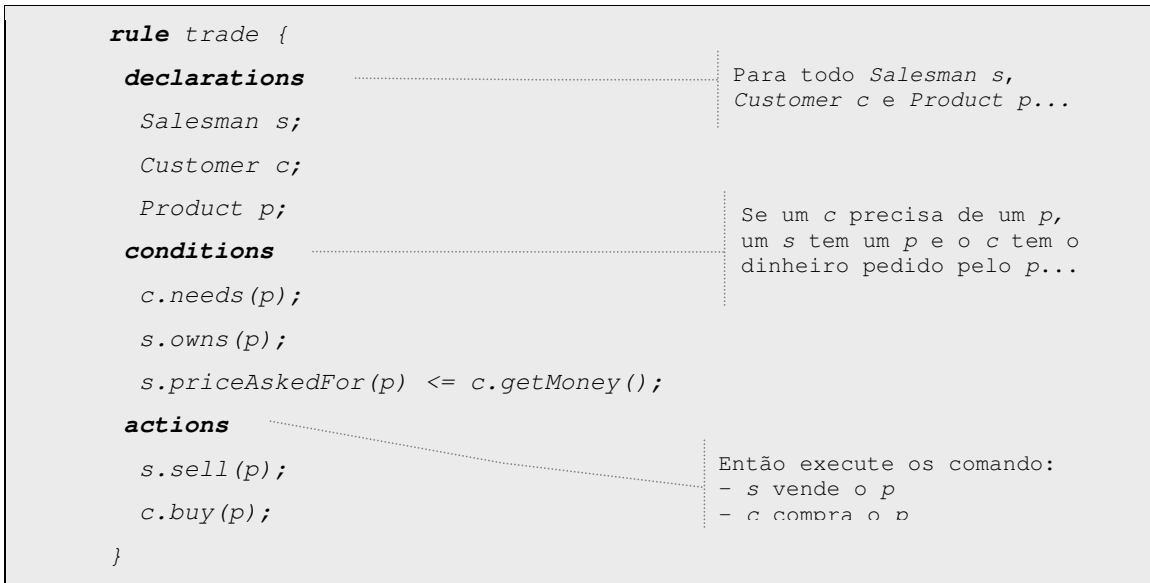 rule trade {
declarations
Salesman s;
Customer c;
Product p;
conditions
c.needs(p);
s.owns(p);
s.priceAskedFor(p) <= c.getMoney();
actions
s.sell(p);
c.buy(p);
}
Para todo Salesman s,
Customer c e Product p...
Se um c precisa de um p,
um s tem um p e o c tem o
dinheiro pedido pelo p...
Então execute os comando:
– s vende o p
– c compra o p